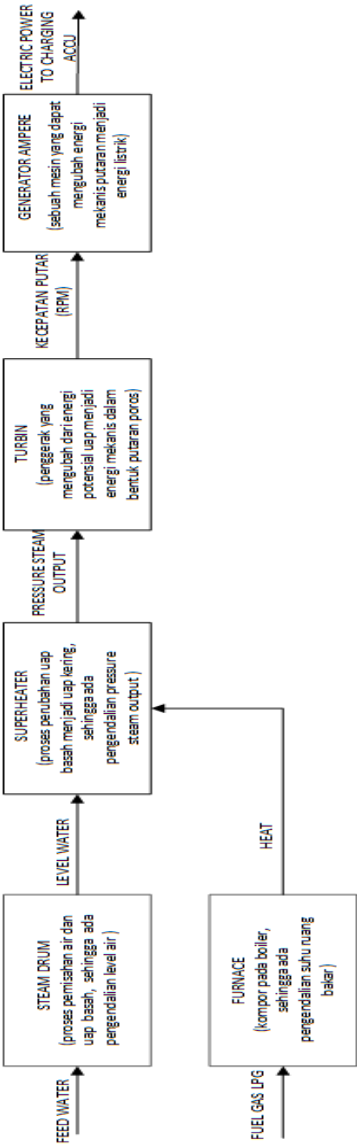 FEED WATER
STEAM DRUM
(proses pemisahan air dan
uap basah, sehingga ada
pengendalian level air )
LEVEL WATER
SUPERHEATER
(proses perubahan uap
basah menjadi uap kering,
sehingga ada
pengendalian pressure
steam output )
PRESSURE STEAM
OUTPUT
TURBIN
(penggerak yang
mengubah dari energi
potensial uap menjadi
energi mekanis dalam
bentuk putaran poros)
KECEPATAN PUTAR
(RPM)
GENERATOR AMPERE
(sebuah mesin yang dapat
mengubah energi
mekanis putaran menjadi
energi listrik)
ELECTRIC POWER
TO CHARGING
ACCU
FUEL GAS LPG
FURNACE
(kompor pada boiler,
sehingga ada
pengendalian suhu ruang
bakar)
HEAT